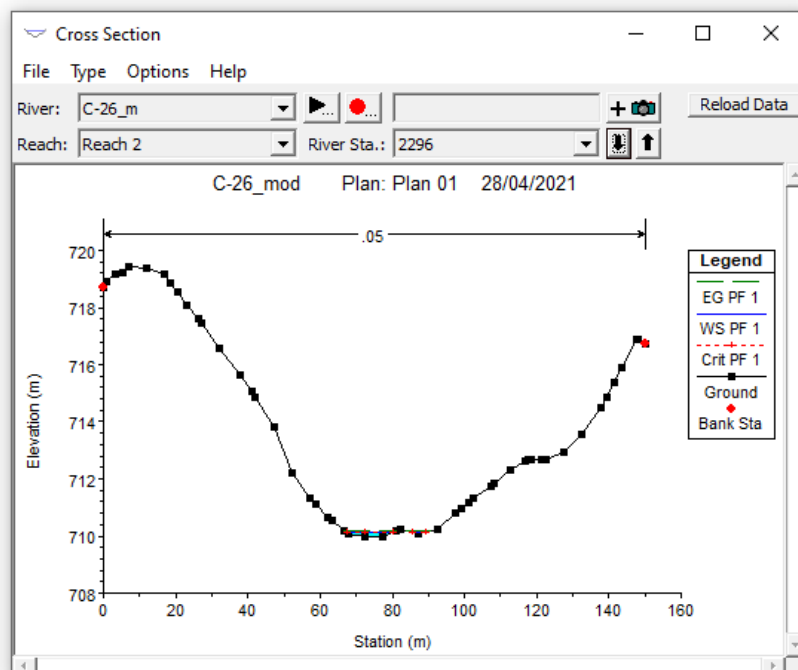 Cross Section
File Type Options Help
River: C-26_m ... ... Reload Data
Reach: Reach 2 River Sta.: 2296
C-26_mod Plan: Plan 01 28/04/2021
.05
720
718
716
714
712
710
708
0 20 40 60 80 100 120 140 160
Elevation (m)
Station (m)
Legend
EG PF 1
WS PF 1
Crit PF 1
Ground
Bank Sta